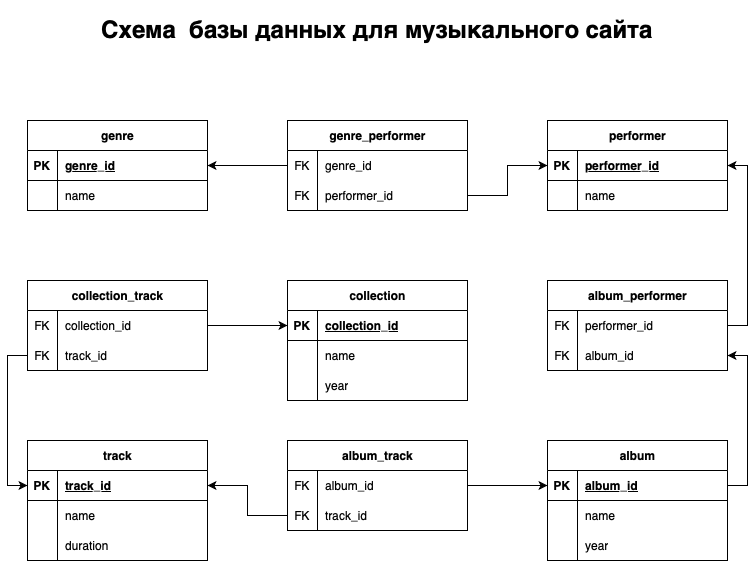 Схема базы данных для музыкального сайта
genre
PK genre_id
name
genre_performer
FK genre_id
FK performer_id
performer
PK performer_id
name
collection_track
FK collection_id
FK track_id
collection
PK collection_id
name
year
album_performer
FK performer_id
FK album_id
track
PK track_id
name
duration
album_track
FK album_id
FK track_id
album
PK album_id
name
year